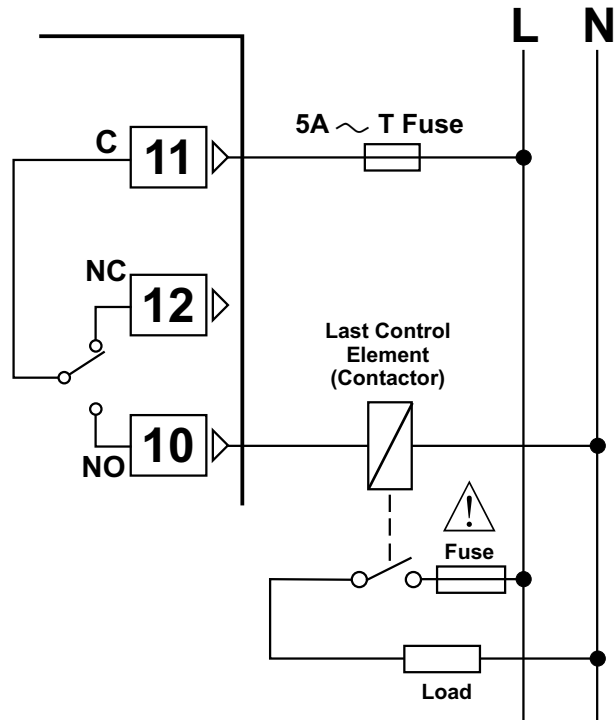 L N
5A ~ T Fuse
C
11
NC
12
Last Control
Element
(Contactor)
10
NO
!
Fuse
Load